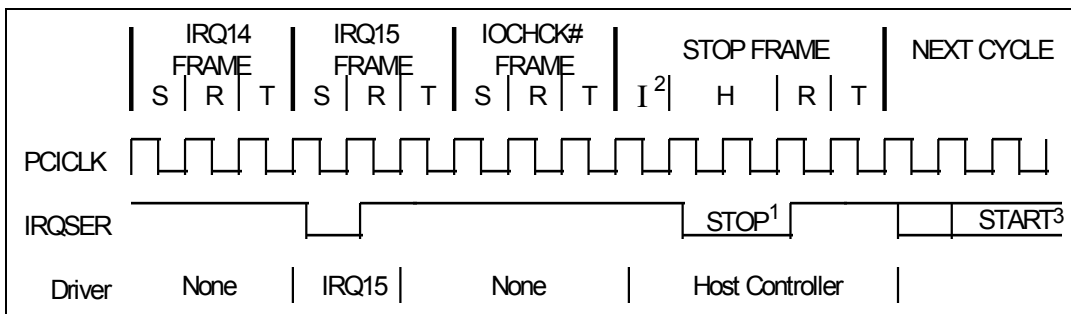 IRQ14 FRAME IRQ15 FRAME IOCHCK# FRAME STOP FRAME NEXT CYCLE
S R T S R T S R T I 2 H R T
PCICLK
IRQSER STOP1 START3
Driver None IRQ15 None Host Controller